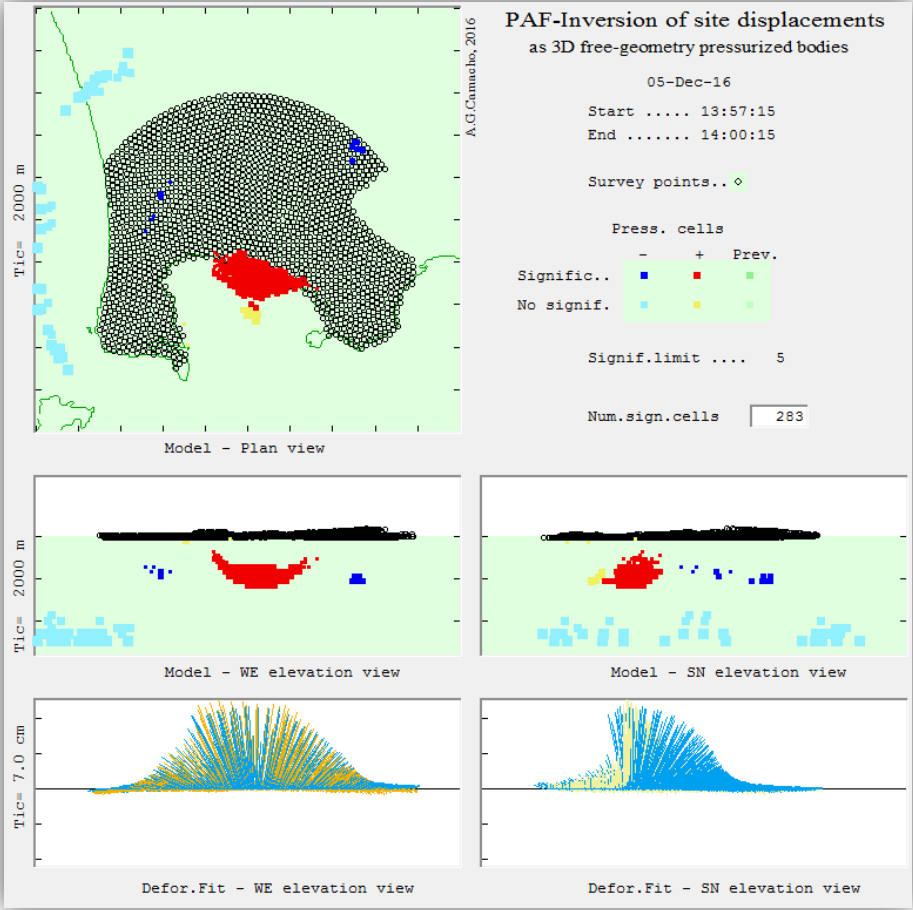 PAF-Inversion of site displacements
as 3D free-geometry pressurized bodies
05-Dec-16
Start ..... 13:57:15
End ....... 14:00:15
Survey points..
Press. cells
- + Prev.
Signific..
No signif.
Signif.limit .... 5
Num.sign.cells 283
A.G.Camacho, 2016
Tic= 2000 m
Model - Plan view
Tic= 2000 m
Model - WE elevation view
Model - SN elevation view
Tic= 7.0 cm
Defor.Fit - WE elevation view
Defor.Fit - SN elevation view